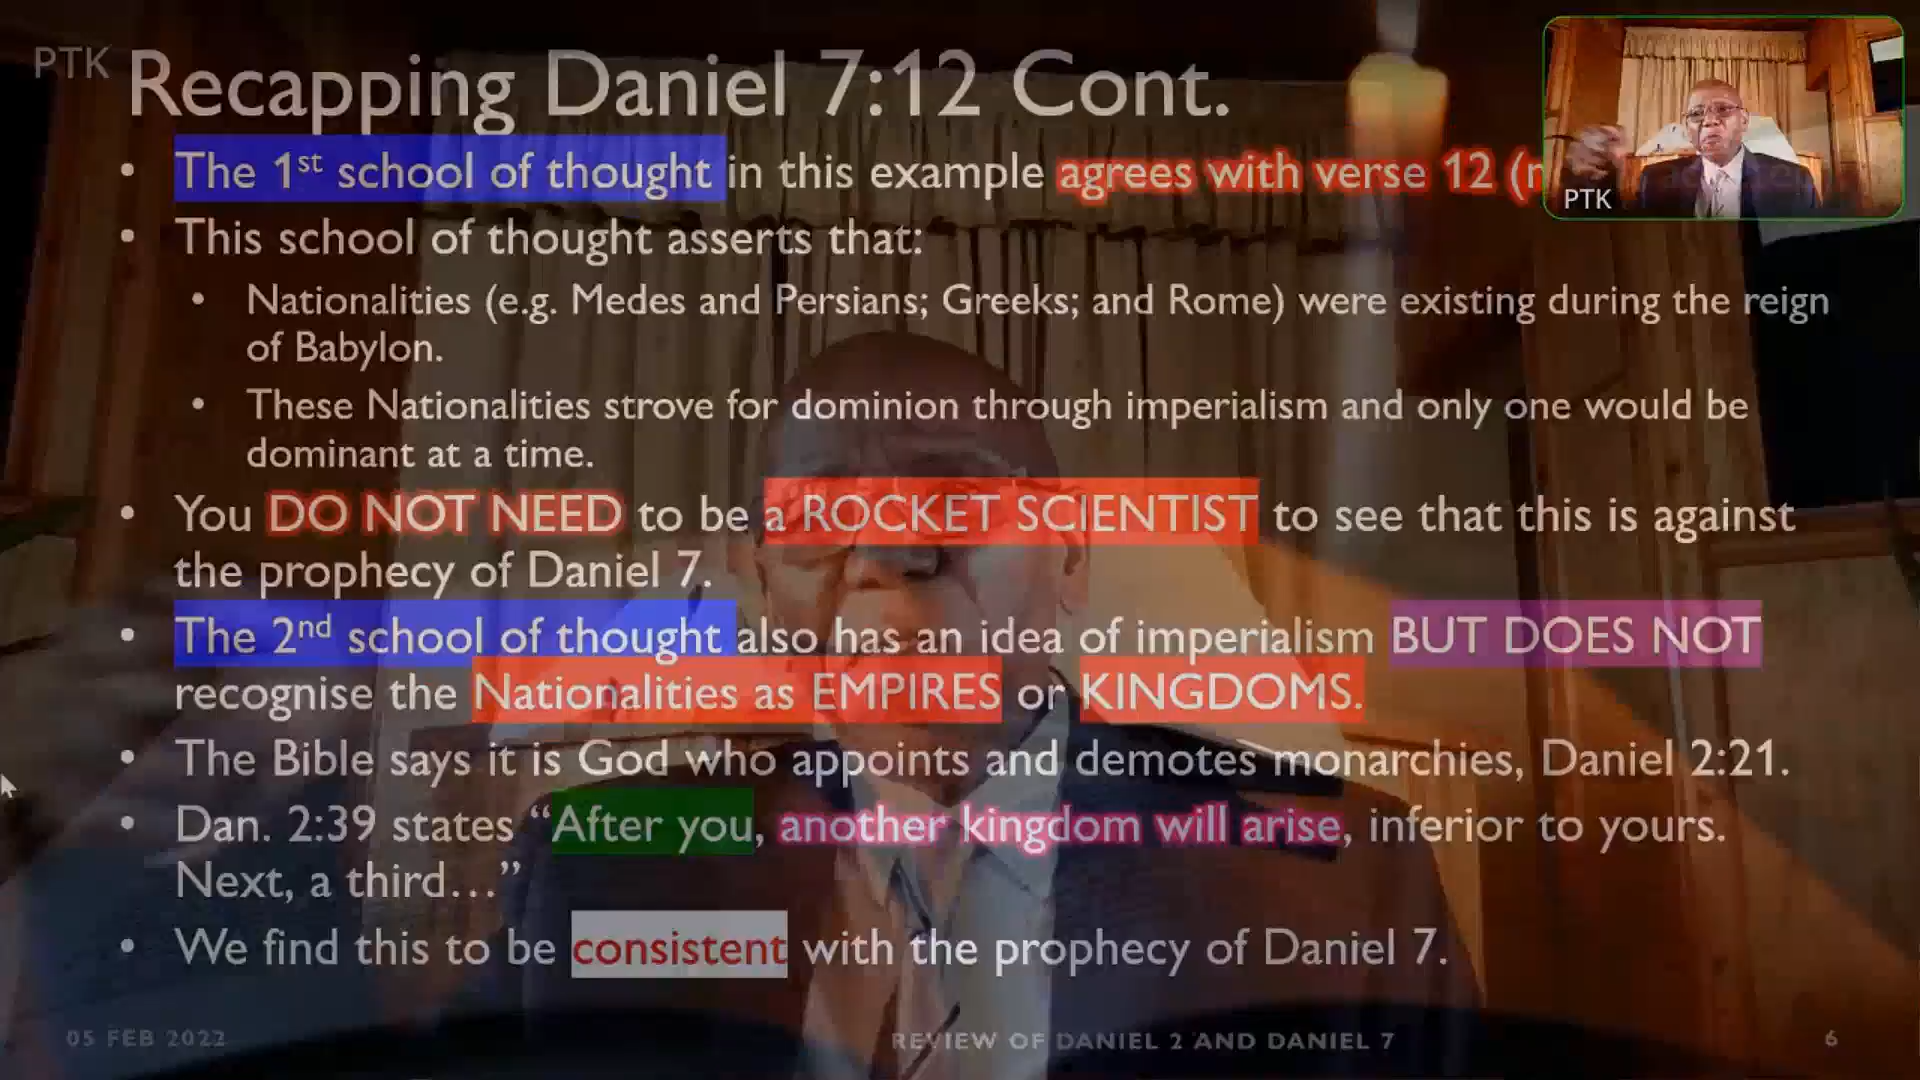 PTK
Recapping Daniel 7:12 Cont.
• The 1st school of thought in this example agrees with verse 12
PTK
• This school of thought asserts that:
• Nationalities (e.g. Medes and Persians; Greeks; and Rome) were existing during the reign
of Babylon.
• These Nationalities strove for dominion through imperialism and only one would be
dominant at a time.
• You DO NOT NEED to be a ROCKET SCIENTIST to see that this is against
the prophecy of Daniel 7.
• The 2nd school of thought also has an idea of imperialism BUT DOES NOT
recognise the Nationalities as EMPIRES or KINGDOMS.
• The Bible says it is God who appoints and demotes monarchies, Daniel 2:21.
• Dan. 2:39 states “After you, another kingdom will arise, inferior to yours.
Next, a third…”
• We find this to be consistent with the prophecy of Daniel 7.
05 FEB 2022
REVIEW OF DANIEL 2 AND DANIEL 7
6